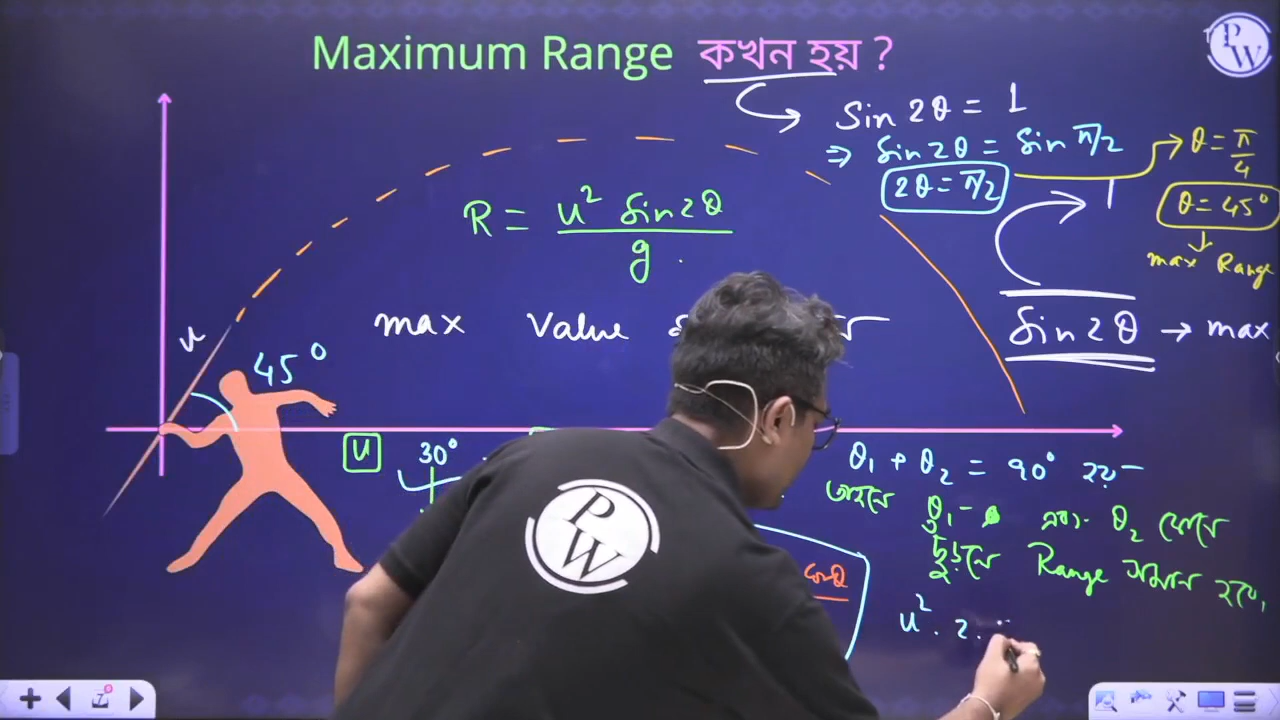 Maximum Range কখন হয় ?
PW
Sin 2θ = 1
⇒ Sin 2θ = Sin π/2
2θ = π/2
θ = π/4
θ = 45°
max Range
R = u² Sin 2θ / g
max value
Sin 2θ → max
u
45°
u
30°
θ₁ + θ₂ = 90° হয়
তাহলে θ₁ এবং θ₂ কোনে
ছুড়লে Range সমান হবে,
u² . 2 .
PW